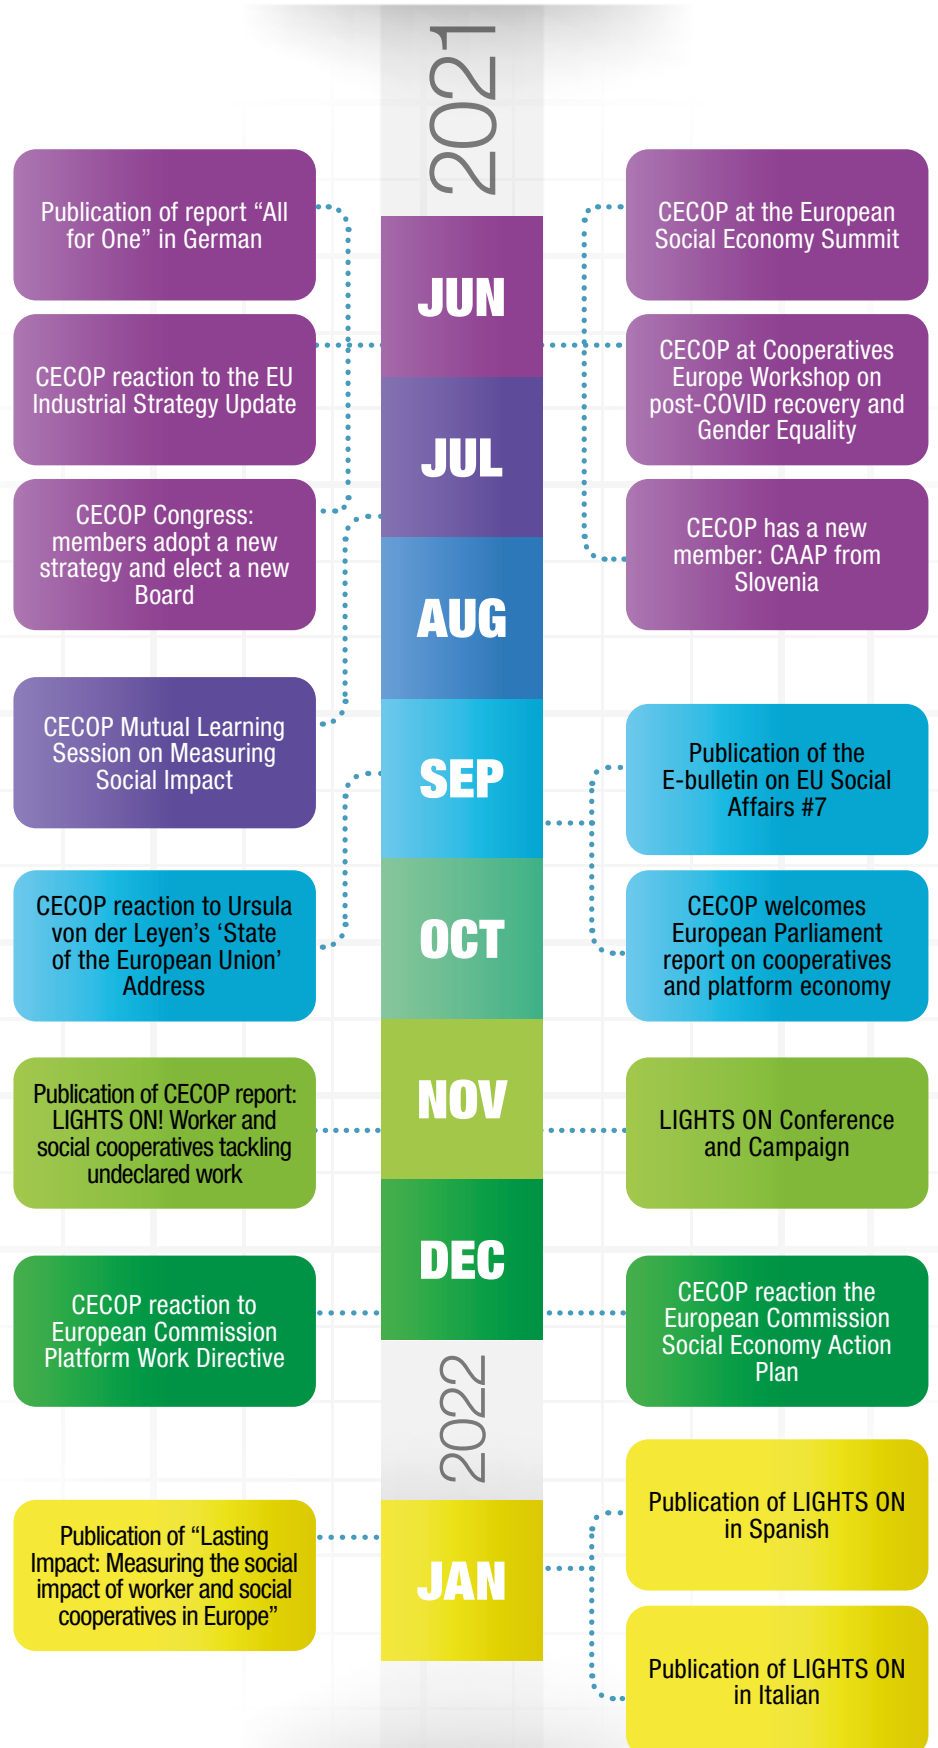 2021
Publication of report “All
for One” in German
CECOP at the European
Social Economy Summit
JUN
CECOP reaction to the EU
Industrial Strategy Update
CECOP at Cooperatives
Europe Workshop on
post-COVID recovery and
Gender Equality
JUL
CECOP Congress:
members adopt a new
strategy and elect a new
Board
CECOP has a new
member: CAAP from
Slovenia
AUG
CECOP Mutual Learning
Session on Measuring
Social Impact
SEP
Publication of the
E-bulletin on EU Social
Affairs #7
CECOP reaction to Ursula
von der Leyen’s ‘State
of the European Union’
Address
OCT
CECOP welcomes
European Parliament
report on cooperatives
and platform economy
Publication of CECOP report:
LIGHTS ON! Worker and
social cooperatives tackling
undeclared work
NOV
LIGHTS ON Conference
and Campaign
DEC
CECOP reaction to
European Commission
Platform Work Directive
CECOP reaction the
European Commission
Social Economy Action
Plan
2022
Publication of “Lasting
Impact: Measuring the social
impact of worker and social
cooperatives in Europe”
JAN
Publication of LIGHTS ON
in Spanish
Publication of LIGHTS ON
in Italian